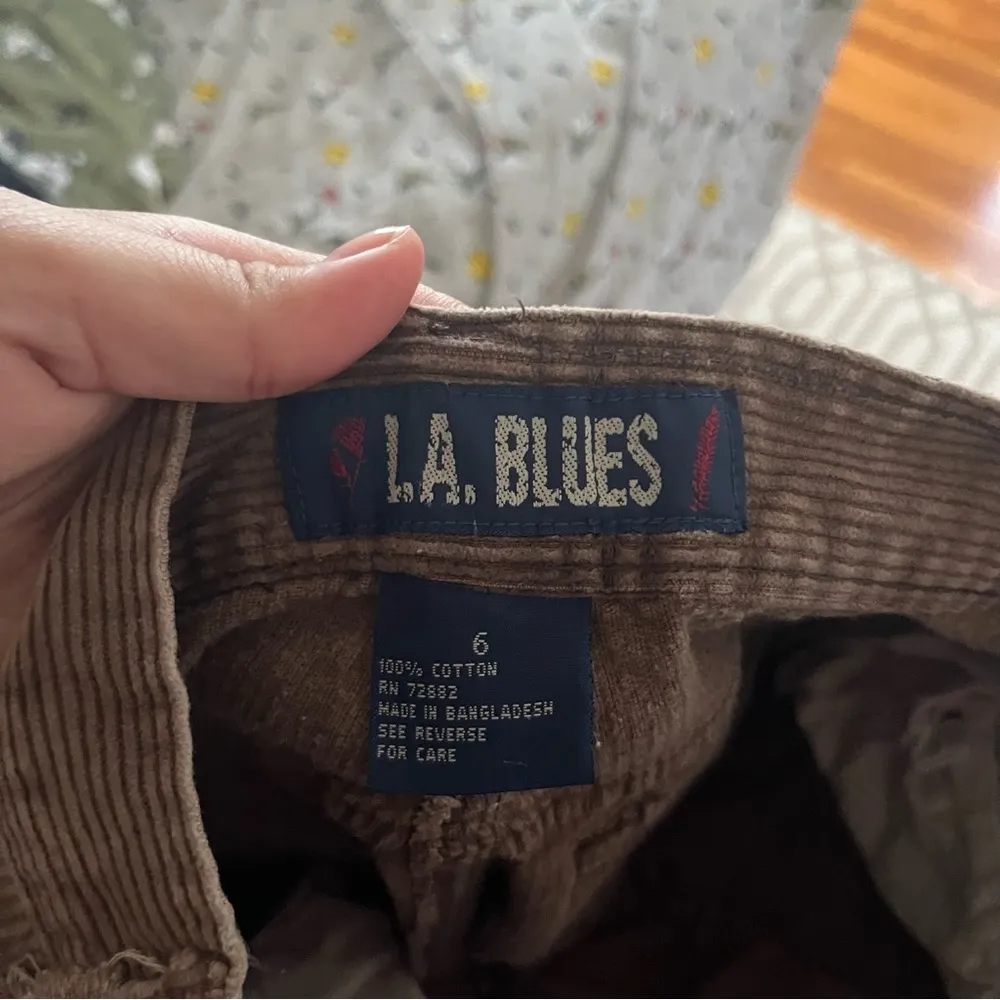 L.A. BLUES
6
100% COTTON
RN 72882
MADE IN BANGLADESH
SEE REVERSE
FOR CARE